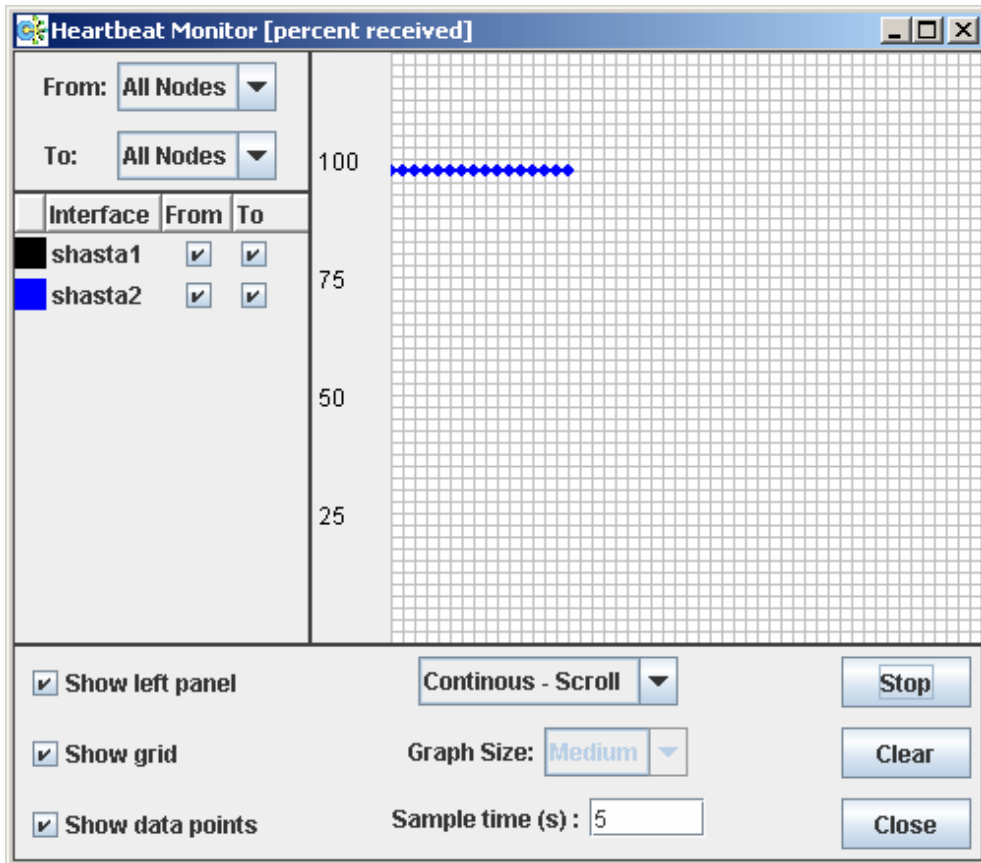 Heartbeat Monitor [percent received]
From: All Nodes
To: All Nodes
Interface From To
shasta1
shasta2
100
75
50
25
Show left panel
Show grid
Show data points
Continous - Scroll
Graph Size: Medium
Sample time (s) : 5
Stop
Clear
Close